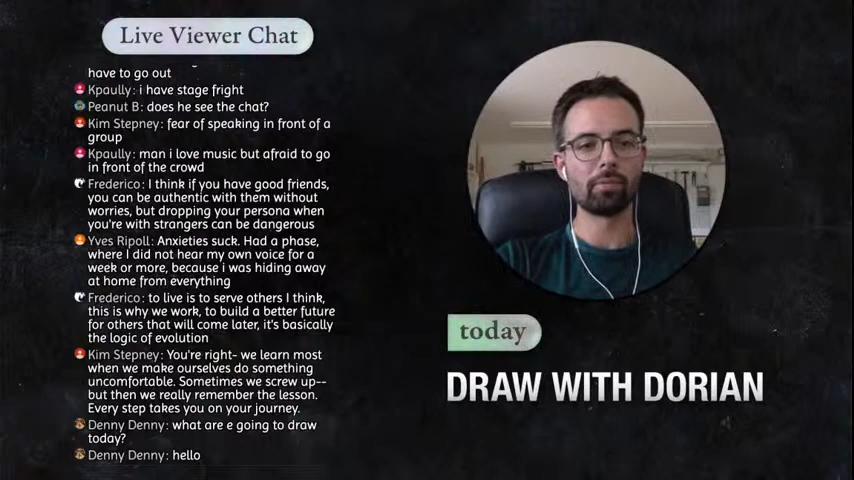 Live Viewer Chat
have to go out
Kpaully: i have stage fright
Peanut B: does he see the chat?
Kim Stepney: fear of speaking in front of a
group
Kpaully: man i love music but afraid to go
in front of the crowd
Frederico: I think if you have good friends,
you can be authentic with them without
worries, but dropping your persona when
you're with strangers can be dangerous
Yves Ripoll: Anxieties suck. Had a phase,
where I did not hear my own voice for a
week or more, because i was hiding away
at home from everything
Frederico: to live is to serve others I think,
this is why we work, to build a better future
for others that will come later, it's basically
the logic of evolution
Kim Stepney: You're right- we learn most
when we make ourselves do something
uncomfortable. Sometimes we screw up--
but then we really remember the lesson.
Every step takes you on your journey.
Denny Denny: what are e going to draw
today?
Denny Denny: hello
today
DRAW WITH DORIAN